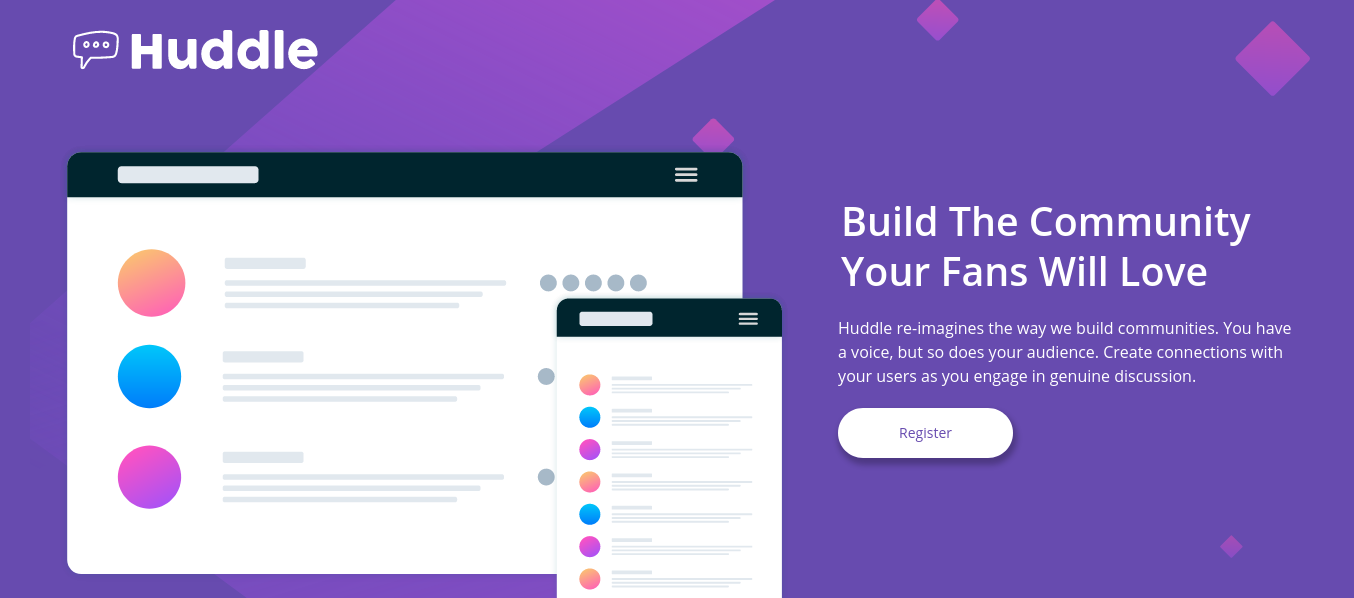 Huddle
Build The Community
Your Fans Will Love
Huddle re-imagines the way we build communities. You have
a voice, but so does your audience. Create connections with
your users as you engage in genuine discussion.
Register